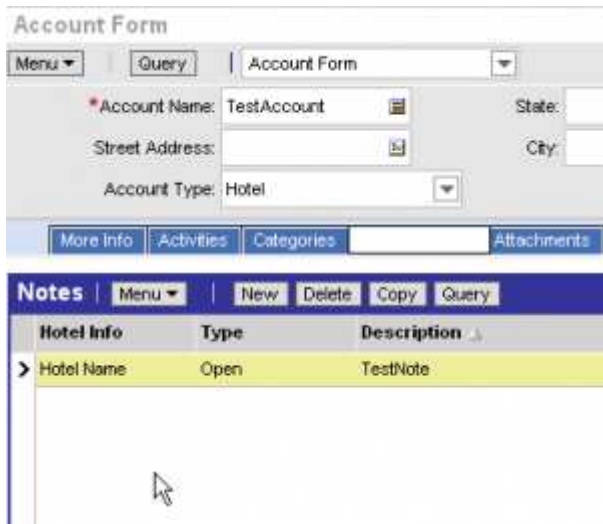 Account Form
Menu Query Account Form
*Account Name: TestAccount State:
Street Address: City:
Account Type: Hotel
More Info Activities Categories Attachments
Notes Menu New Delete Copy Query
Hotel Info Type Description
Hotel Name Open TestNote